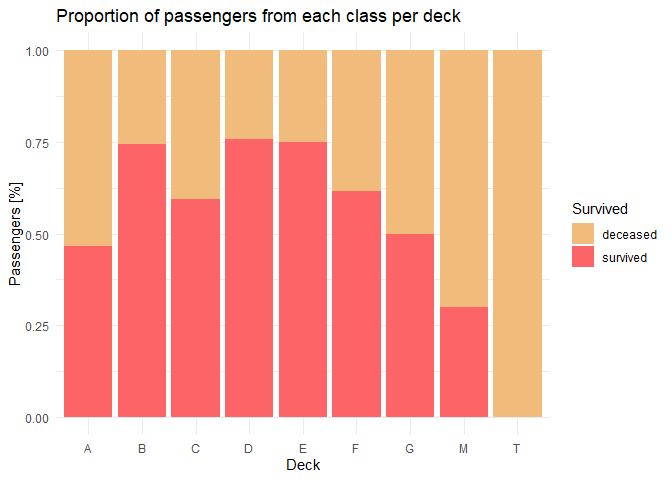 Proportion of passengers from each class per deck
Passengers [%]
1.00
0.75
0.50
0.25
0.00
A B C D E F G M T
Deck
Survived
deceased
survived